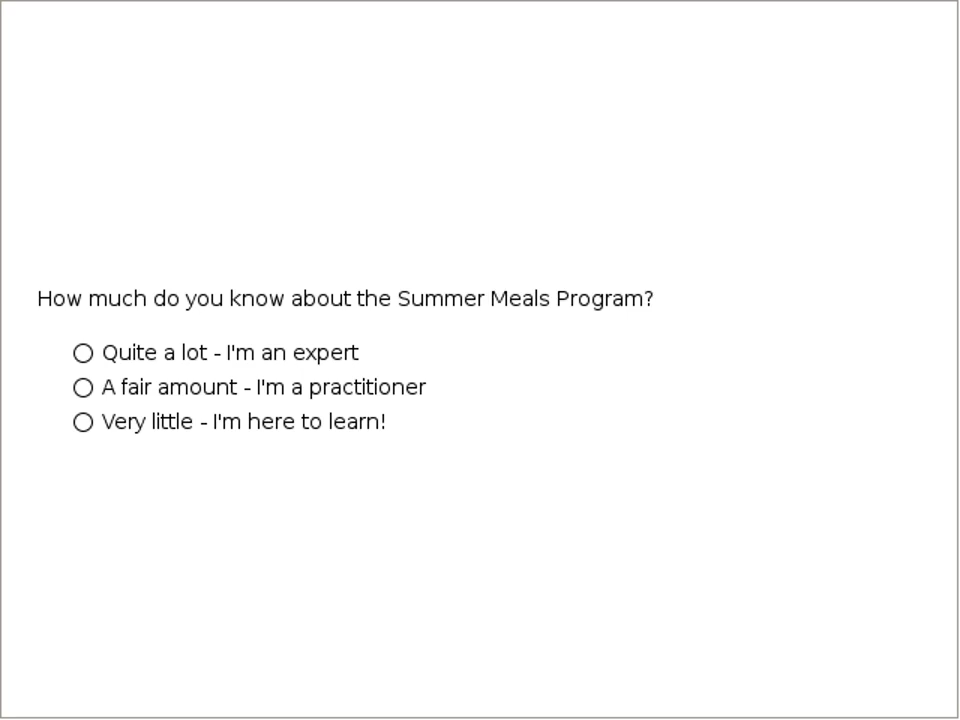 How much do you know about the Summer Meals Program?
Quite a lot - I'm an expert
A fair amount - I'm a practitioner
Very little - I'm here to learn!